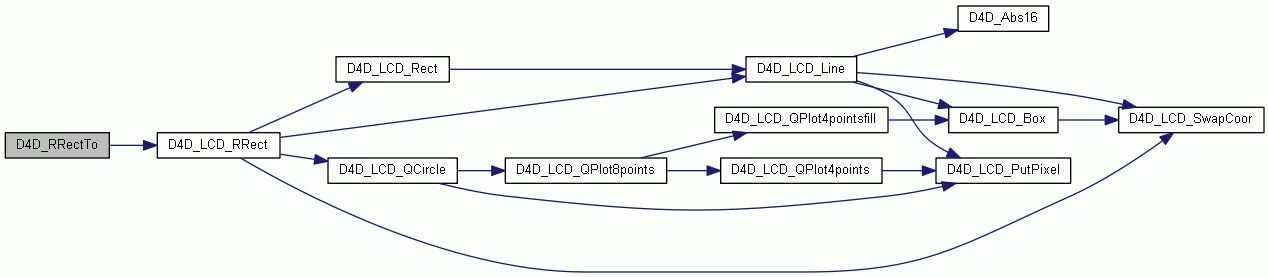 D4D_Abs16
D4D_LCD_Rect
D4D_LCD_Line
D4D_LCD_QPlot4pointsfill
D4D_LCD_Box
D4D_LCD_SwapCoor
D4D_RRectTo
D4D_LCD_RRect
D4D_LCD_QCircle
D4D_LCD_QPlot8points
D4D_LCD_QPlot4points
D4D_LCD_PutPixel